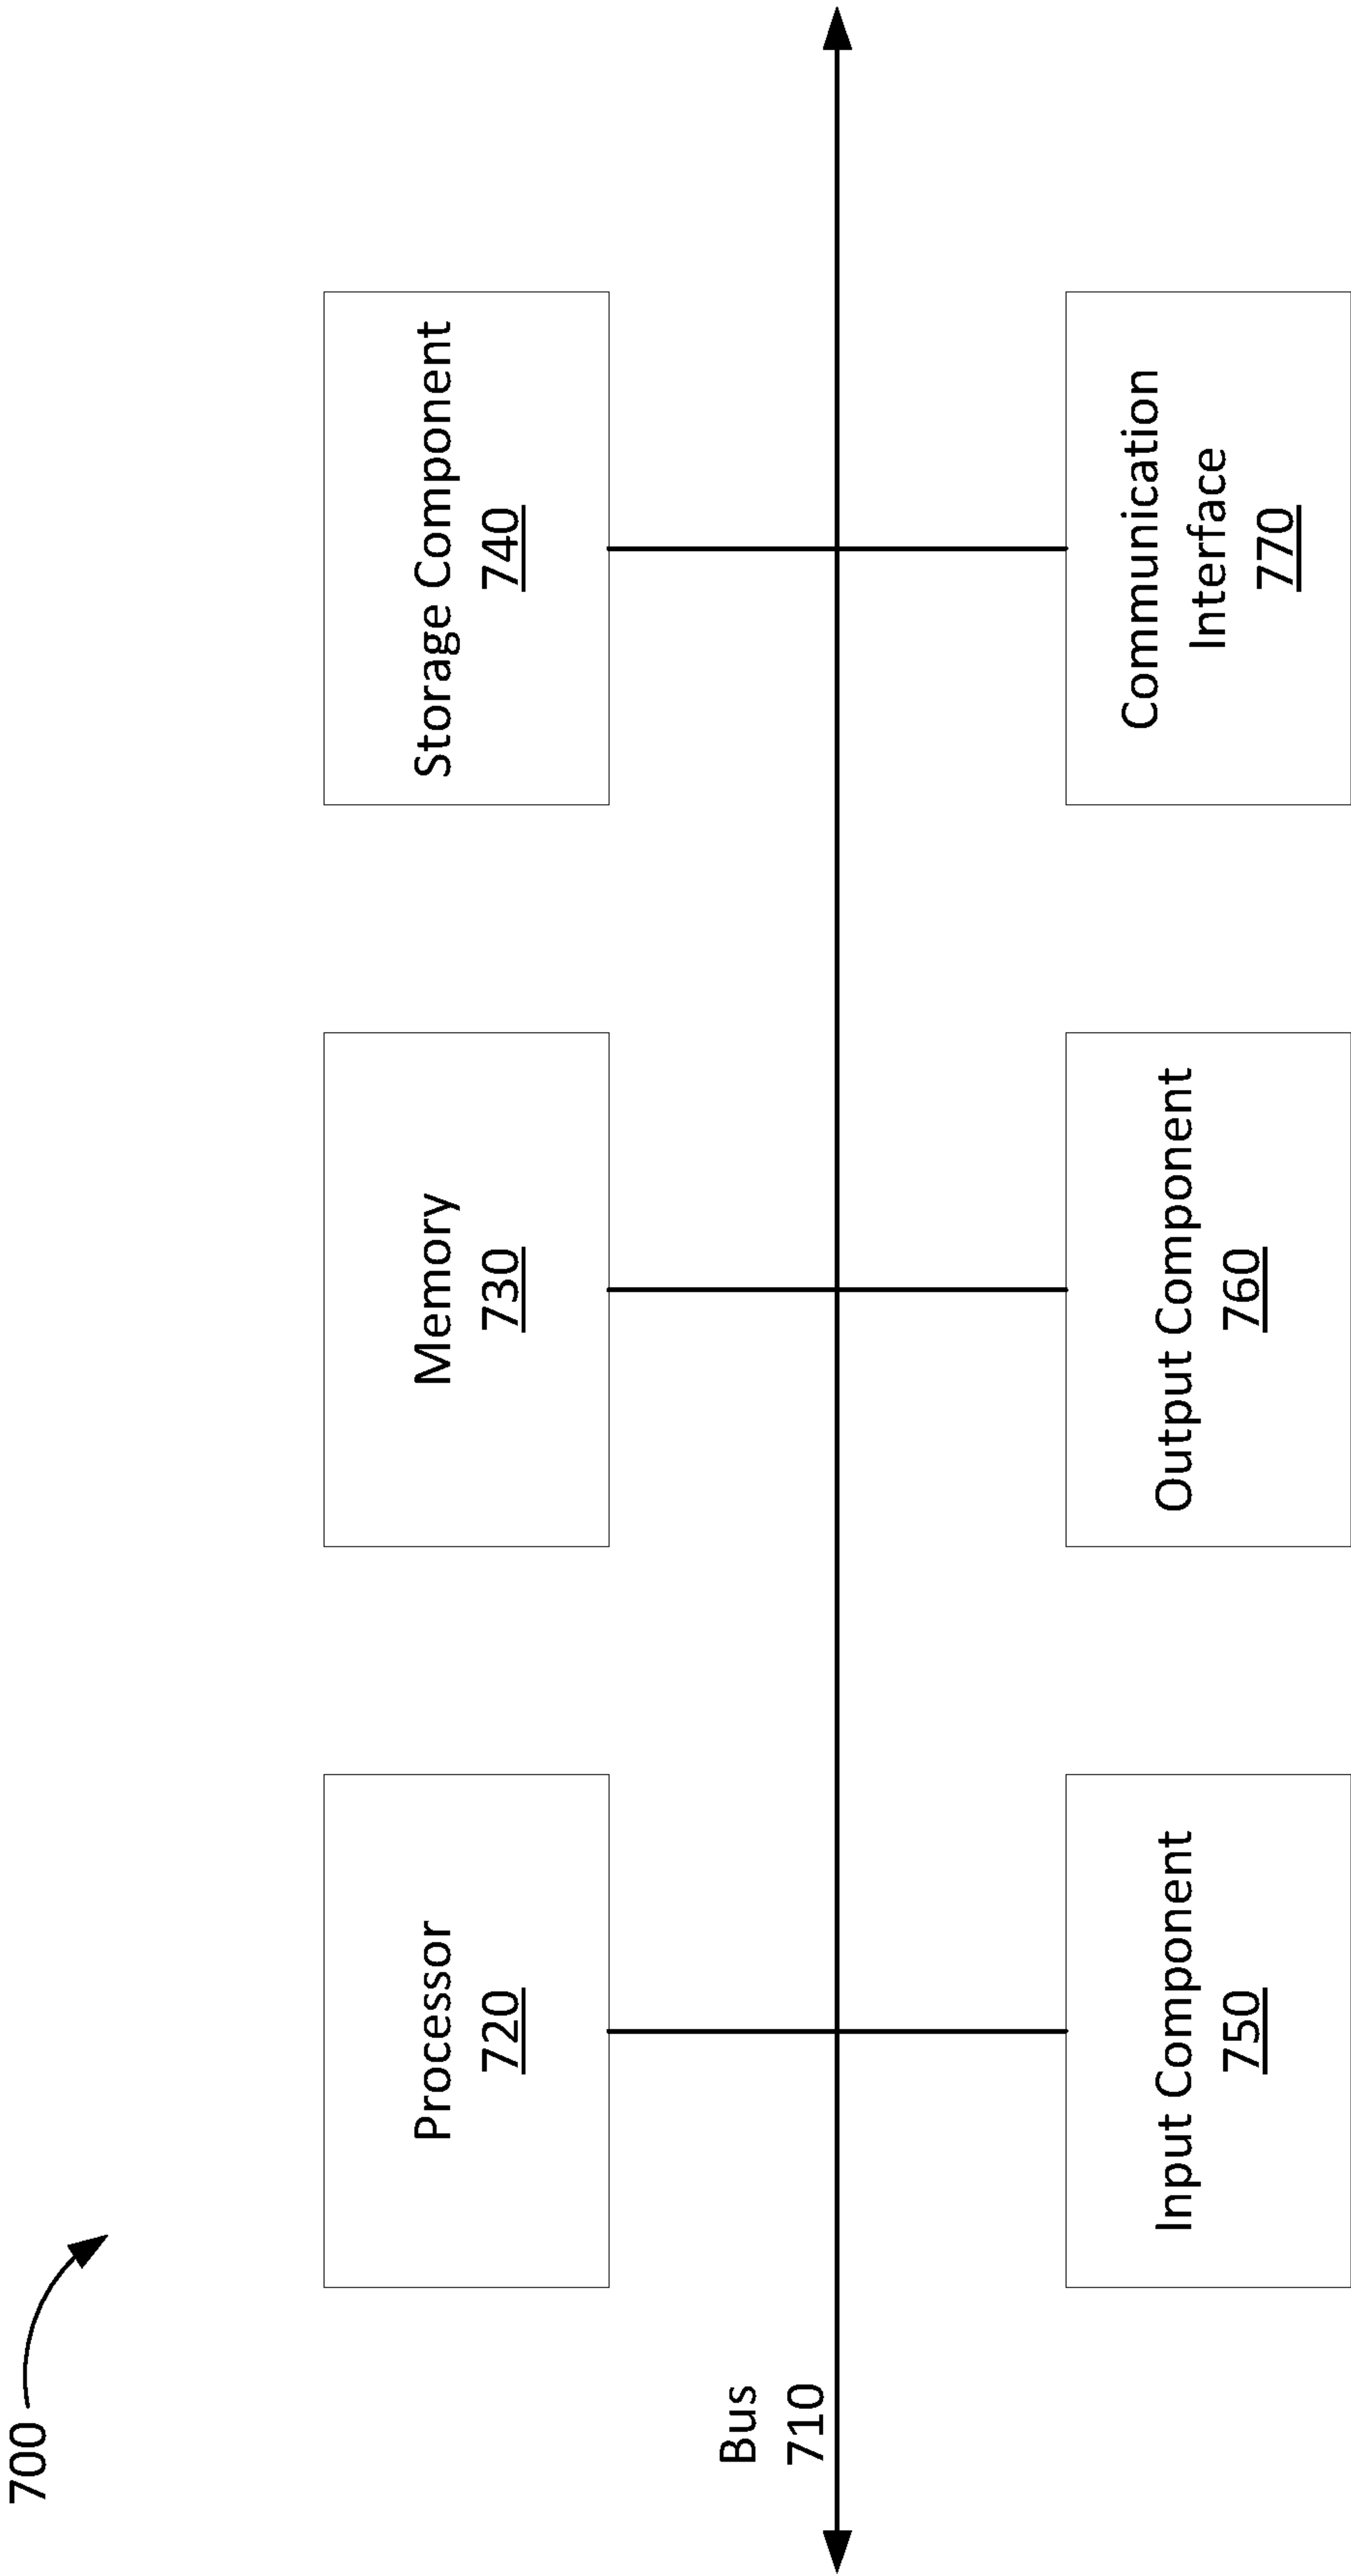 700
Processor
720
Memory
730
Storage Component
740
Bus
710
Input Component
750
Output Component
760
Communication
Interface
770